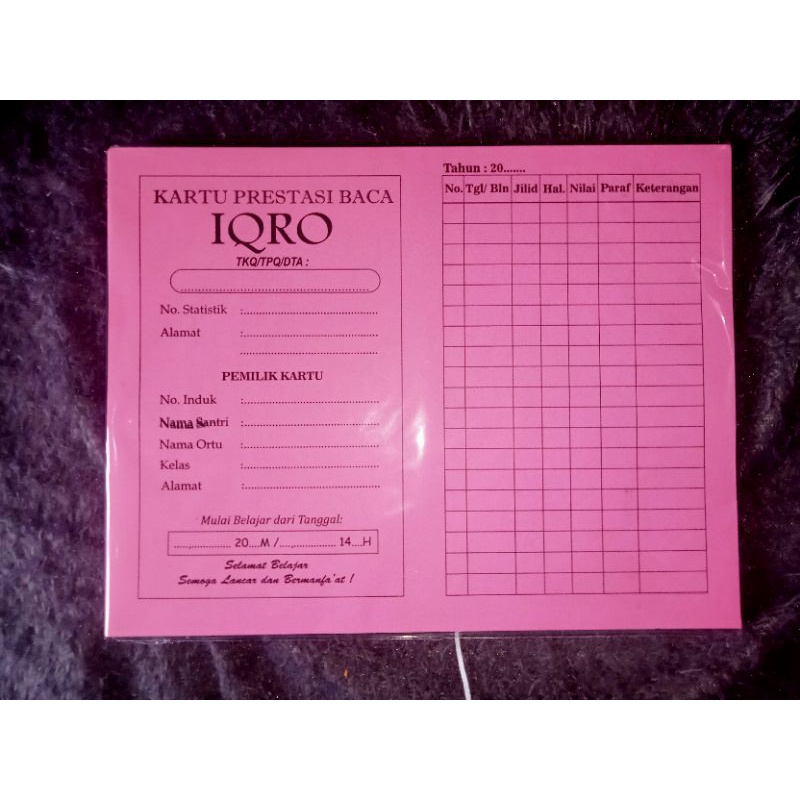 KARTU PRESTASI BACA
IQRO
TKQ/TPQ/DTA :
No. Statistik :
Alamat :
PEMILIK KARTU
No. Induk :
Nama Santri :
Nama Ortu :
Kelas :
Alamat :
Mulai Belajar dari Tanggal:
......,................ 20....M /....,................ 14....H
Selamat Belajar
Semoga Lancar dan Bermanfa'at !
Tahun : 20.......
No. Tgl/ Bln Jilid Hal. Nilai Paraf Keterangan